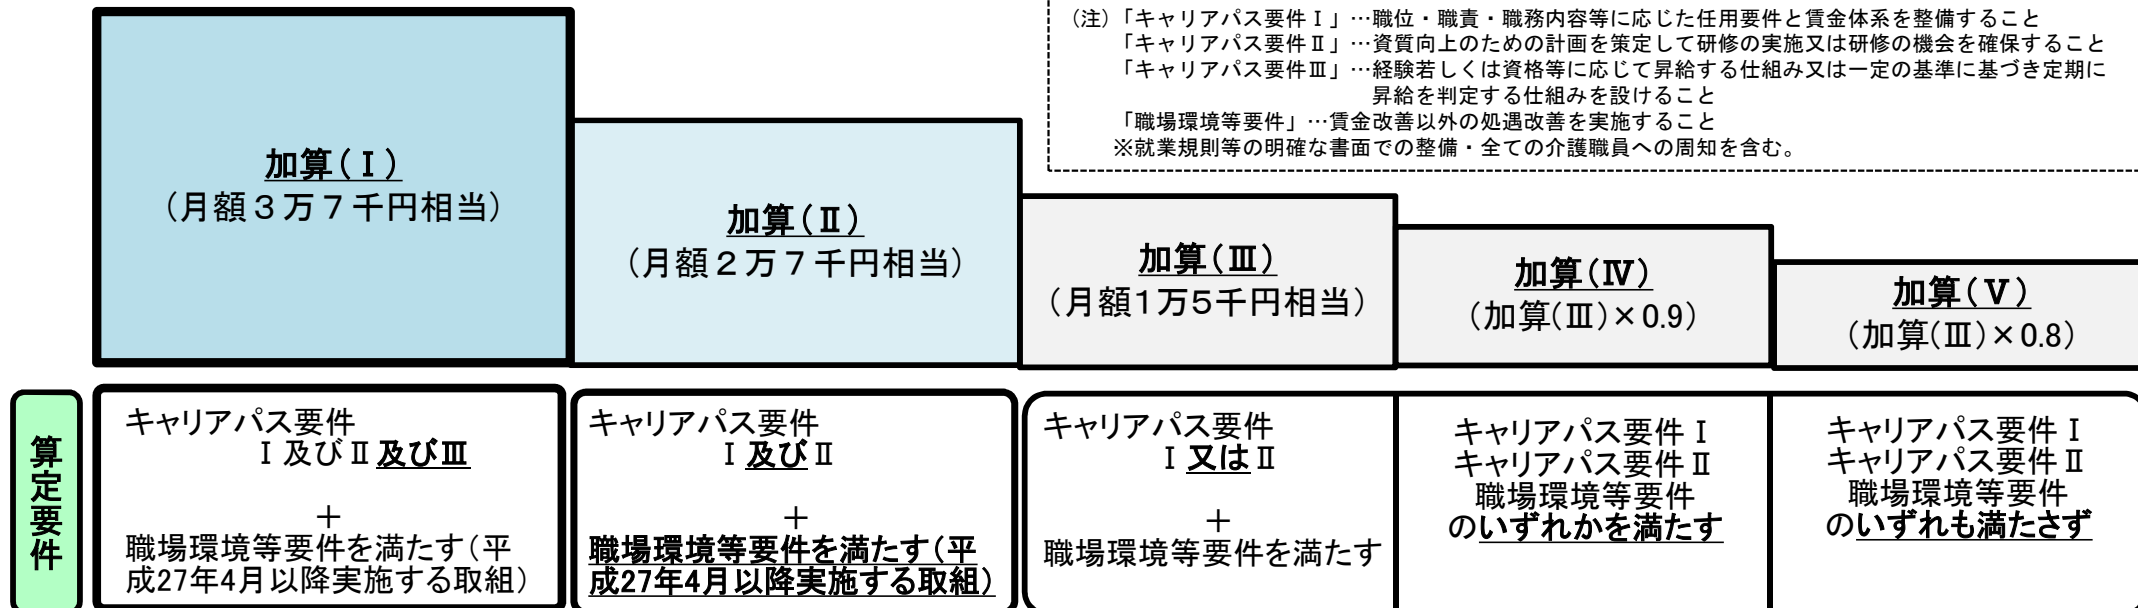 (注)「キャリアパス要件Ⅰ」…職位・職責・職務内容等に応じた任用要件と賃金体系を整備すること
「キャリアパス要件Ⅱ」…資質向上のための計画を策定して研修の実施又は研修の機会を確保すること
「キャリアパス要件Ⅲ」…経験若しくは資格等に応じて昇給する仕組み又は一定の基準に基づき定期に
昇給を判定する仕組みを設けること
「職場環境等要件」…賃金改善以外の処遇改善を実施すること
※就業規則等の明確な書面での整備・全ての介護職員への周知を含む。
加算(Ⅰ)
(月額3万7千円相当)
加算(Ⅱ)
(月額2万7千円相当)
加算(Ⅲ)
(月額1万5千円相当)
加算(Ⅳ)
(加算(Ⅲ)×0.9)
加算(Ⅴ)
(加算(Ⅲ)×0.8)
算定要件
キャリアパス要件
Ⅰ及びⅡ及びⅢ
+
職場環境等要件を満たす(平
成27年4月以降実施する取組)
キャリアパス要件
Ⅰ及びⅡ
+
職場環境等要件を満たす(平
成27年4月以降実施する取組)
キャリアパス要件
Ⅰ又はⅡ
+
職場環境等要件を満たす
キャリアパス要件Ⅰ
キャリアパス要件Ⅱ
職場環境等要件
のいずれかを満たす
キャリアパス要件Ⅰ
キャリアパス要件Ⅱ
職場環境等要件
のいずれも満たさず